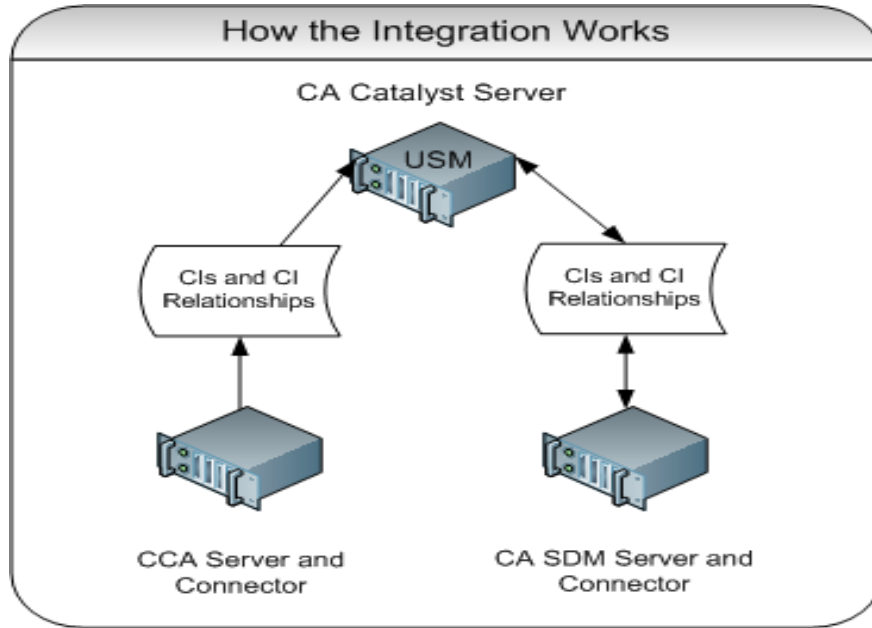 How the Integration Works
CA Catalyst Server
USM
CIs and CI
Relationships
CIs and CI
Relationships
CCA Server and
Connector
CA SDM Server and
Connector